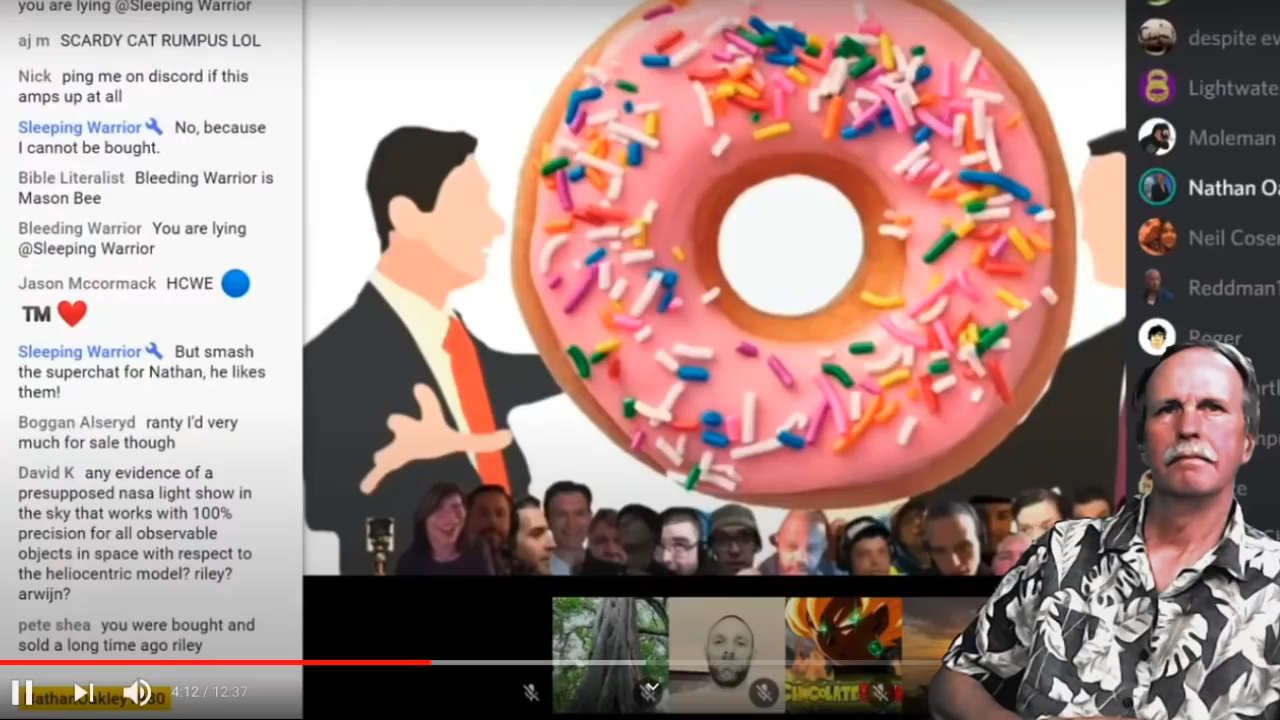 you are lying @Sleeping Warrior
aj m SCARDY CAT RUMPUS LOL
Nick ping me on discord if this
amps up at all
Sleeping Warrior No, because
I cannot be bought.
Bible Literalist Bleeding Warrior is
Mason Bee
Bleeding Warrior You are lying
@Sleeping Warrior
Jason Mccormack HCWE
TM
Sleeping Warrior But smash
the superchat for Nathan, he likes
them!
Boggan Alseryd ranty I'd very
much for sale though
David K any evidence of a
presupposed nasa light show in
the sky that works with 100%
precision for all observable
objects in space with respect to
the heliocentric model? riley?
arwijn?
pete shea you were bought and
sold a long time ago riley
4:12 / 12:37
despite ev
Lightwate
Moleman
Nathan Oa
Neil Cose
Reddman
Roger